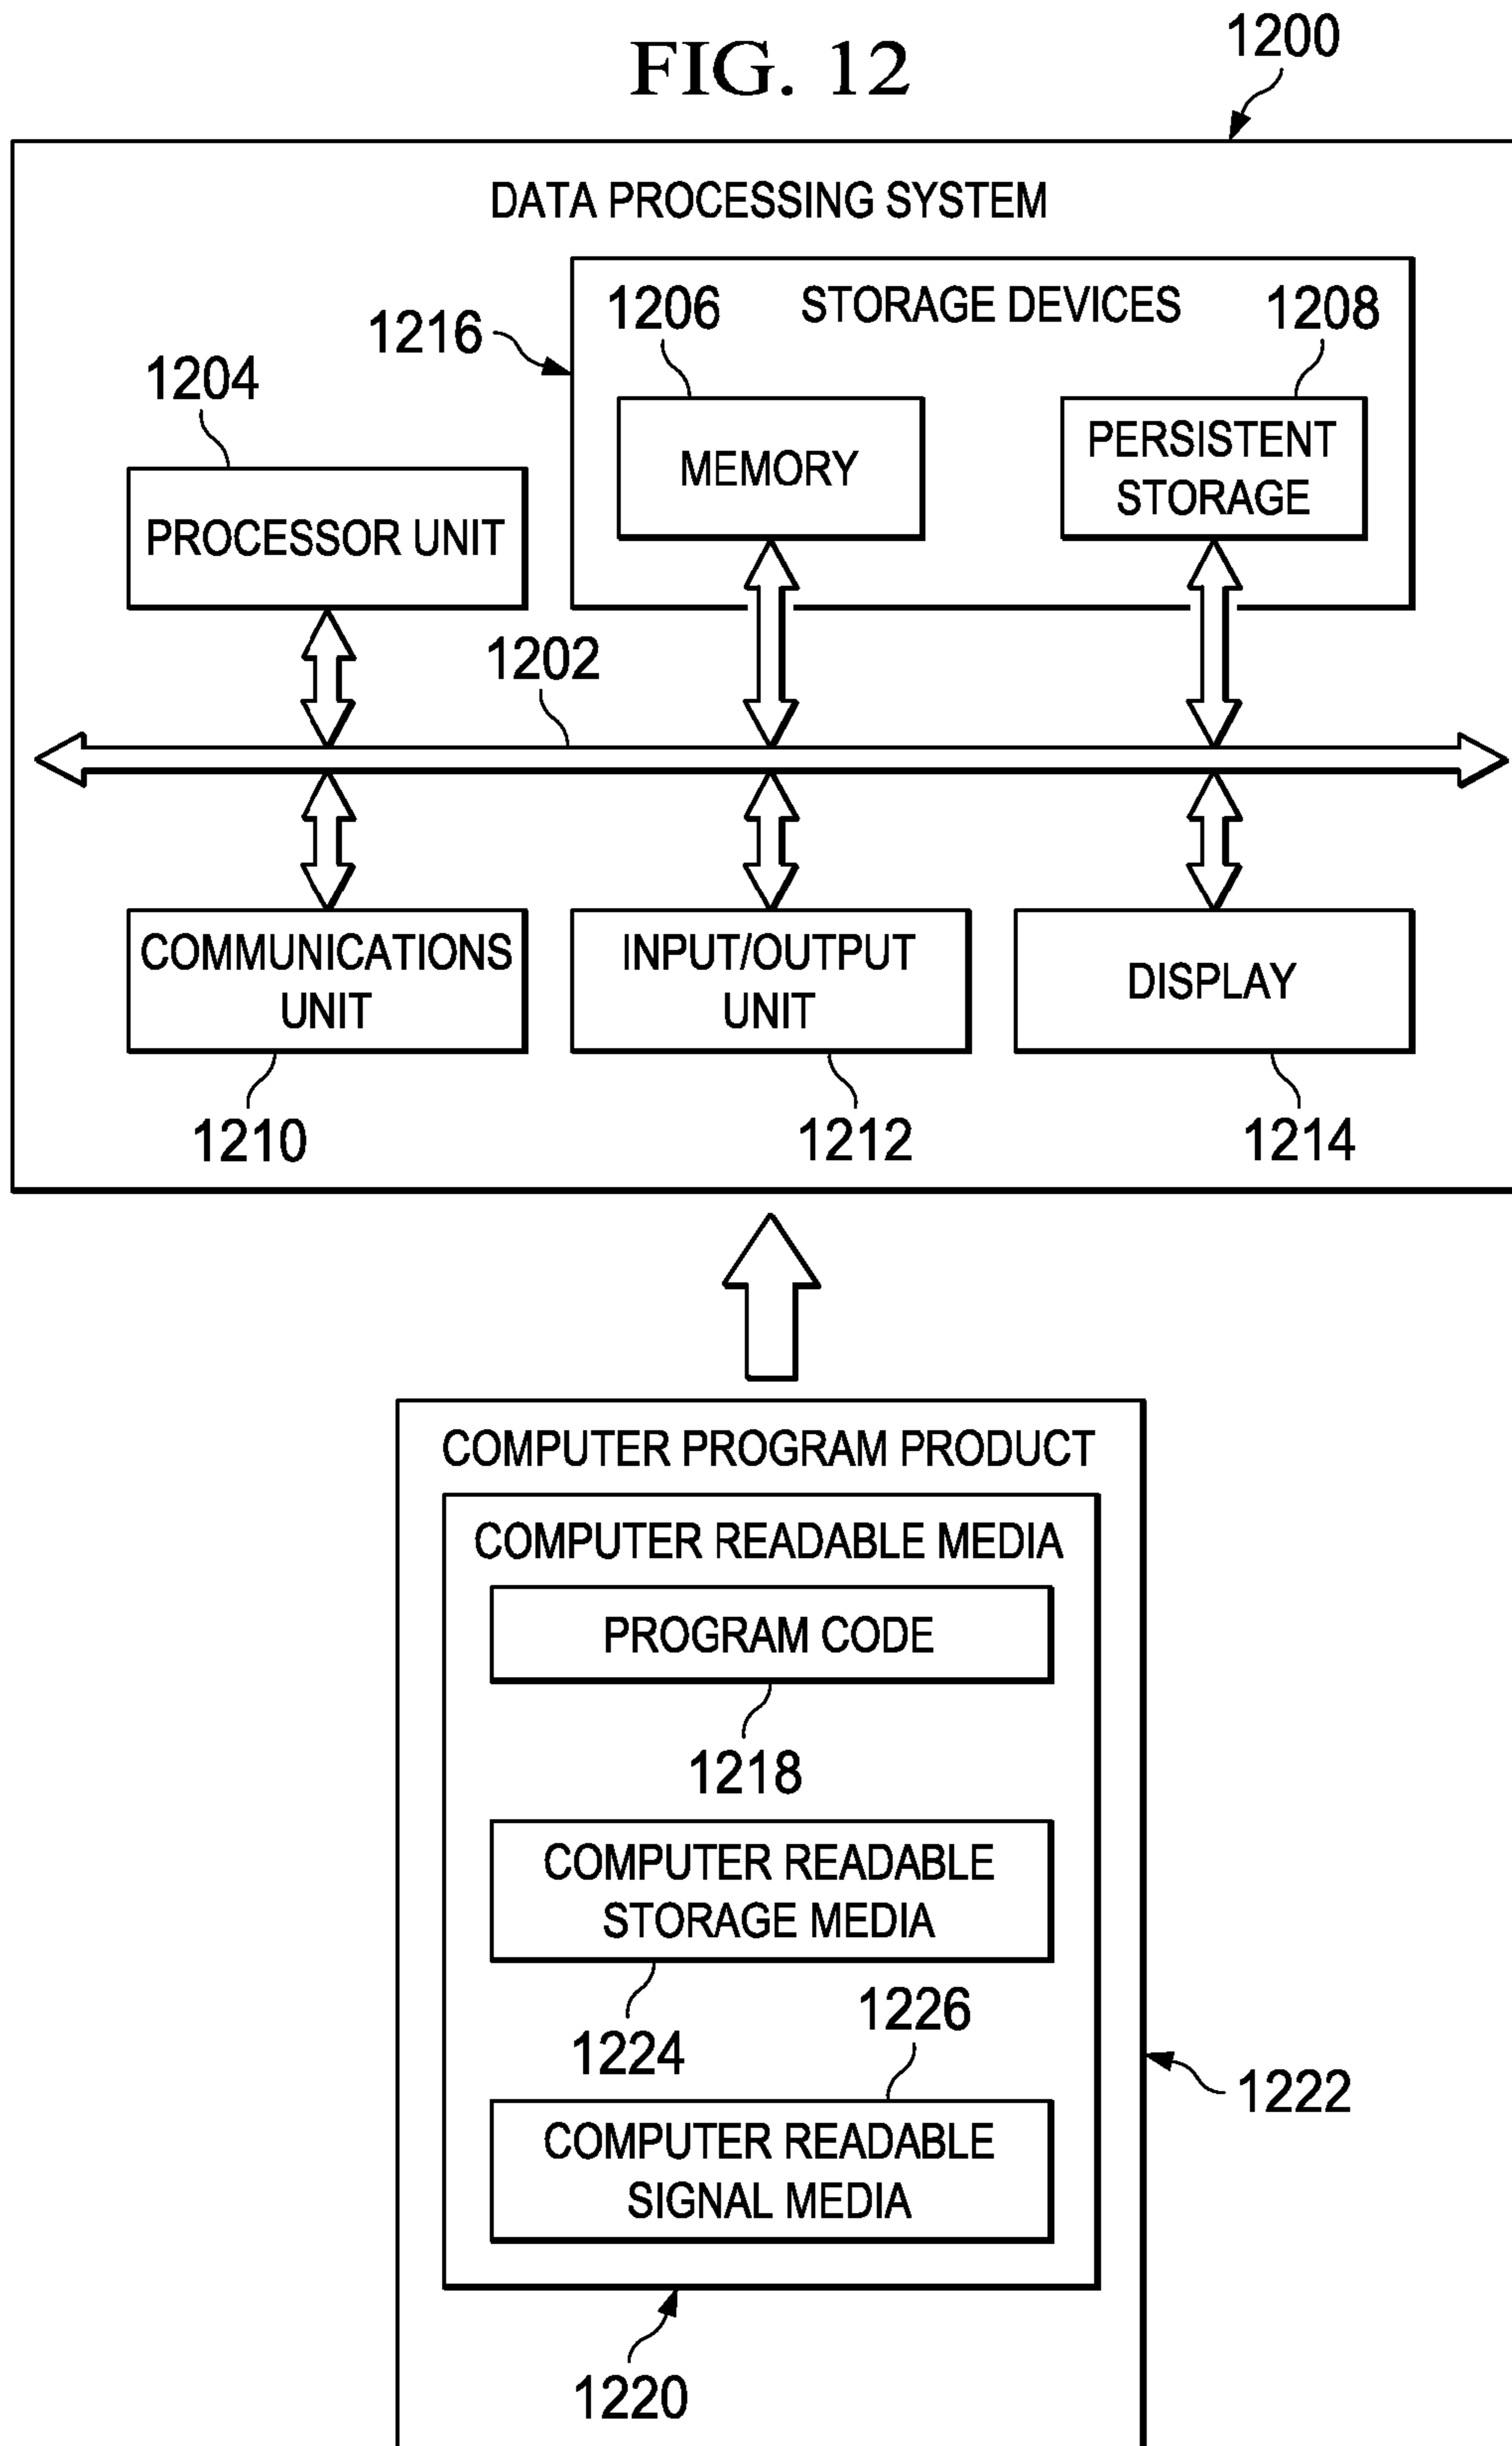 FIG. 12
1200
DATA PROCESSING SYSTEM
1216
STORAGE DEVICES
1206
1208
1204
MEMORY
PERSISTENT
STORAGE
PROCESSOR UNIT
1202
COMMUNICATIONS
UNIT
INPUT/OUTPUT
UNIT
DISPLAY
1210
1212
1214
COMPUTER PROGRAM PRODUCT
COMPUTER READABLE MEDIA
PROGRAM CODE
1218
COMPUTER READABLE
STORAGE MEDIA
1224
1226
1222
COMPUTER READABLE
SIGNAL MEDIA
1220